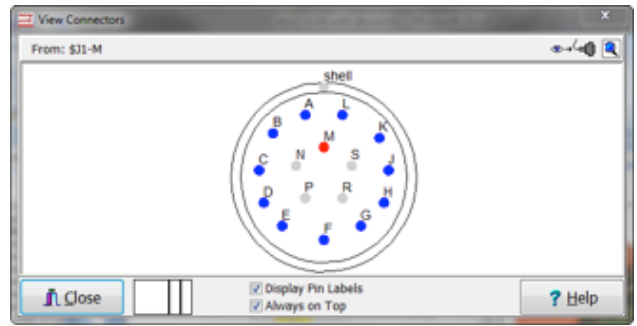 View Connectors
From: $J1-M
shell
A L
B K
M
C N S J
D P R H
E F G
Close
Display Pin Labels
Always on Top
? Help